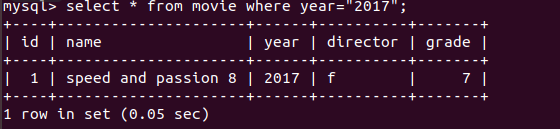 mysql> select * from movie where year="2017";
+----+---------------------+------+----------+-------+
| id | name                | year | director | grade |
+----+---------------------+------+----------+-------+
|  1 | speed and passion 8 | 2017 | f        |     7 |
+----+---------------------+------+----------+-------+
1 row in set (0.05 sec)